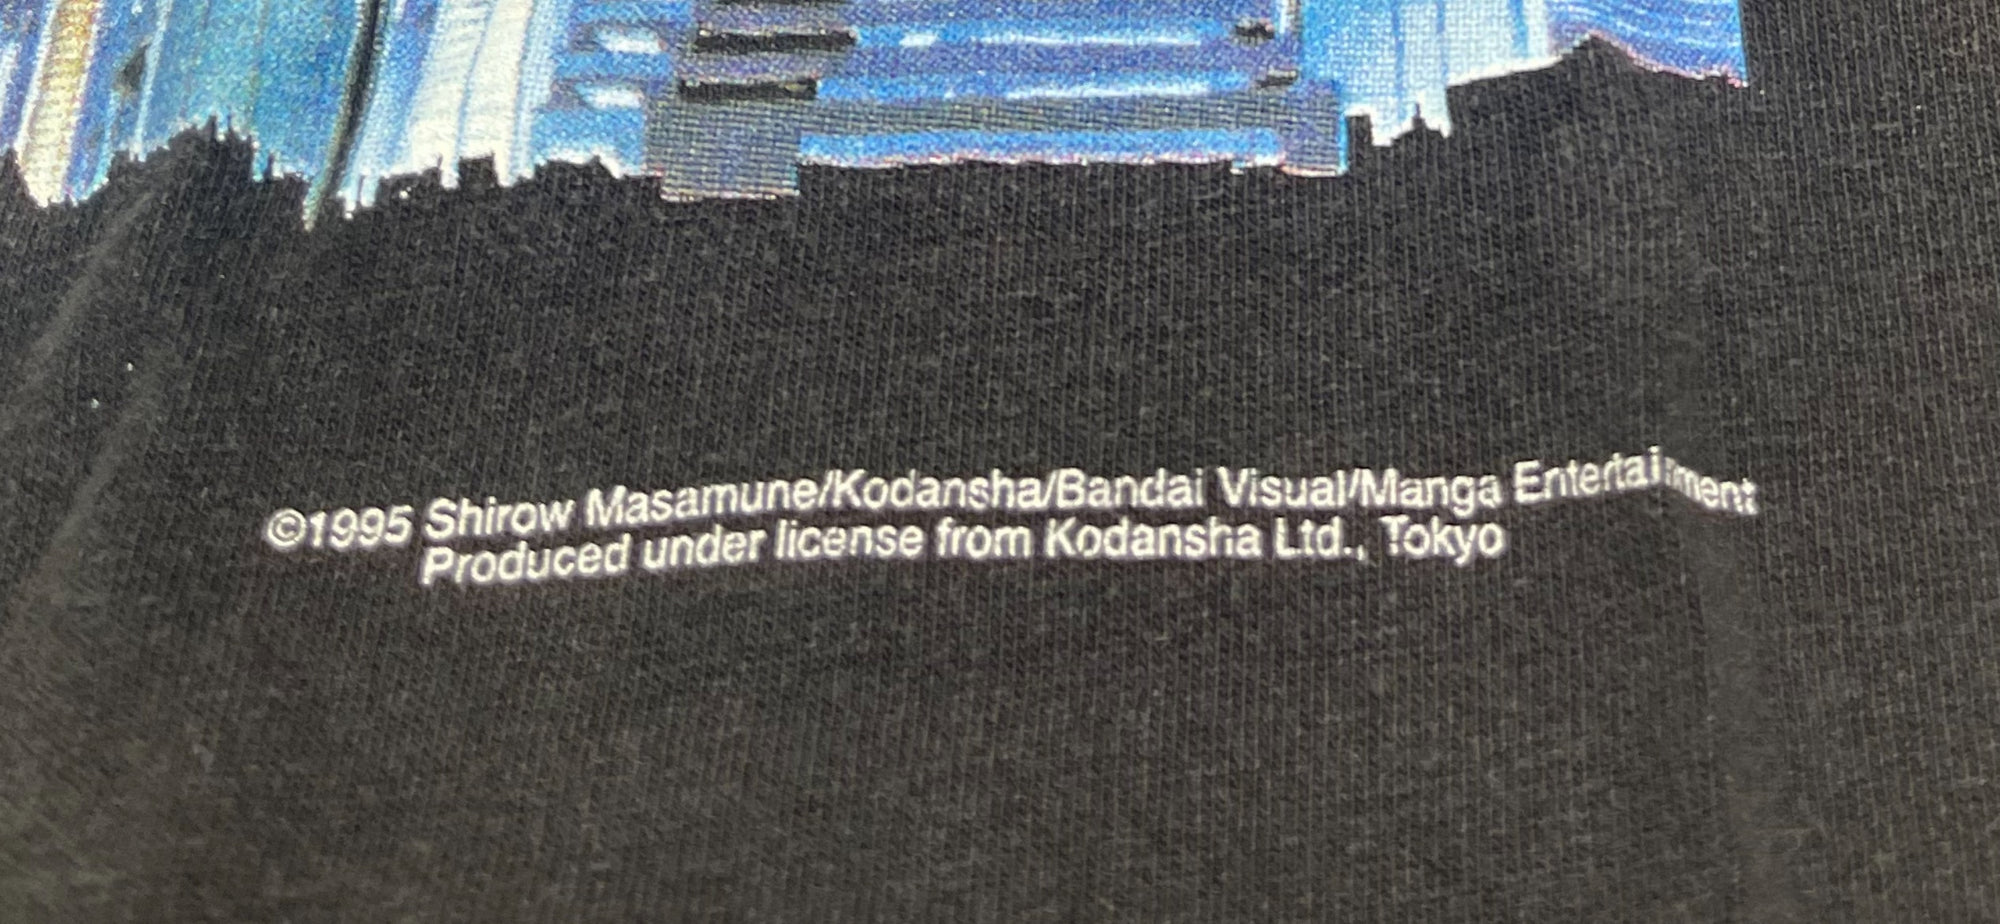 ©1995 Shirow Masamune/Kodansha/Bandai Visual/Manga Entertainment
Produced under license from Kodansha Ltd., Tokyo